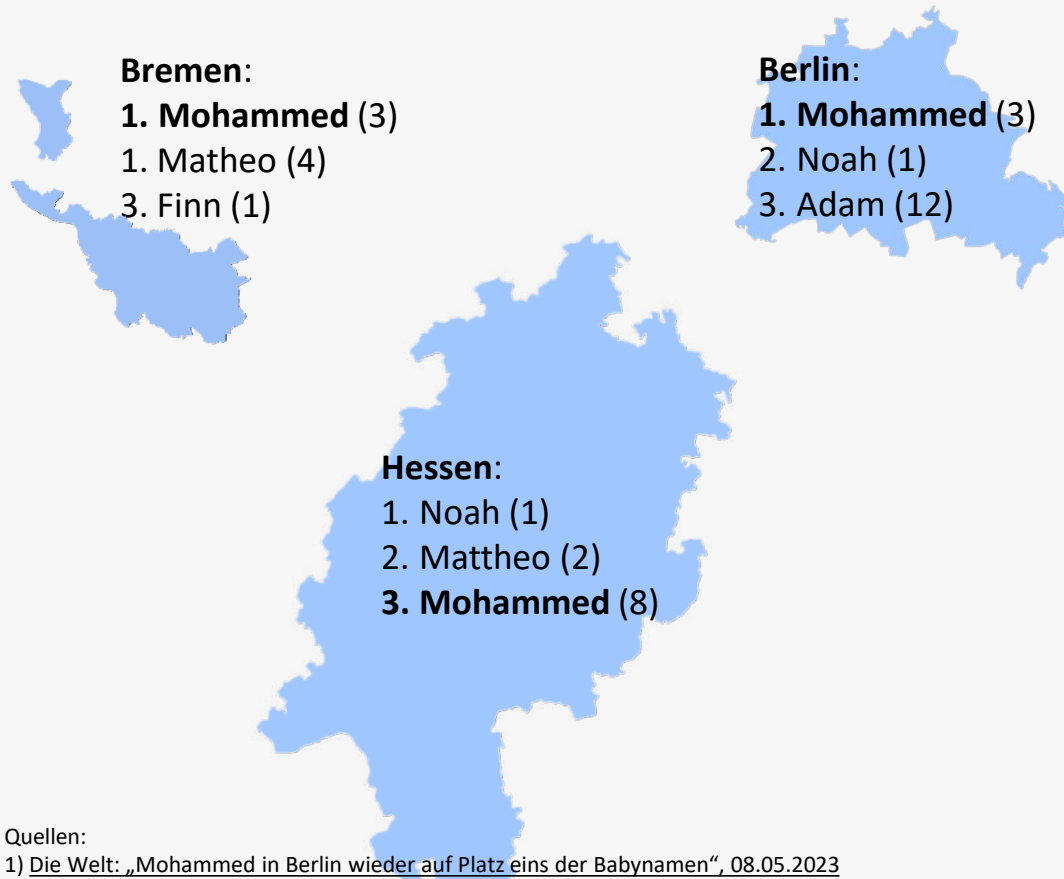 Bremen:
1. Mohammed (3)
1. Matheo (4)
3. Finn (1)
Berlin:
1. Mohammed (3)
2. Noah (1)
3. Adam (12)
Hessen:
1. Noah (1)
2. Mattheo (2)
3. Mohammed (8)
Quellen:
1) Die Welt: „Mohammed in Berlin wieder auf Platz eins der Babynamen“, 08.05.2023